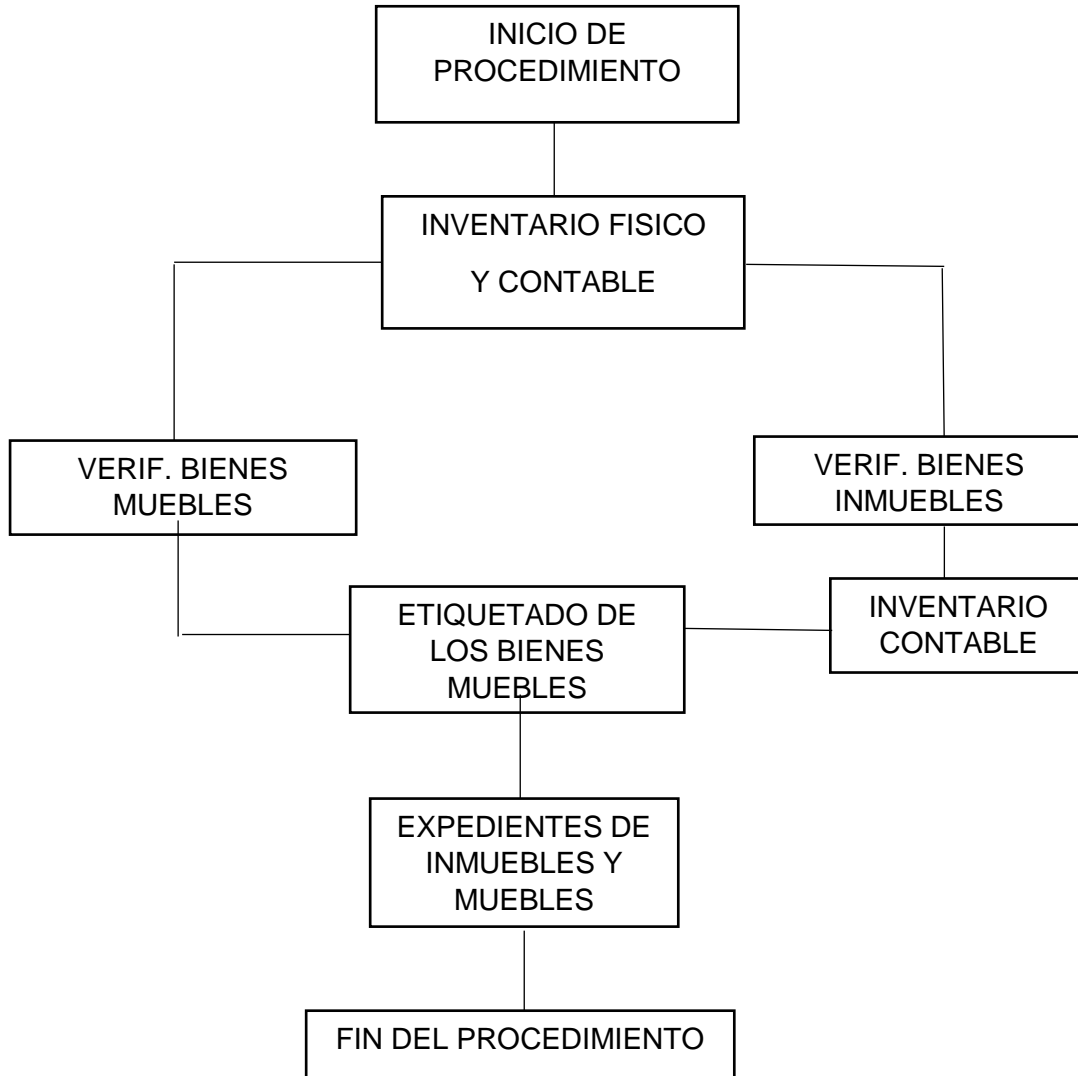 INICIO DE
PROCEDIMIENTO
INVENTARIO FISICO
Y CONTABLE
VERIF. BIENES
MUEBLES
VERIF. BIENES
INMUEBLES
ETIQUETADO DE
LOS BIENES
MUEBLES
INVENTARIO
CONTABLE
EXPEDIENTES DE
INMUEBLES Y
MUEBLES
FIN DEL PROCEDIMIENTO